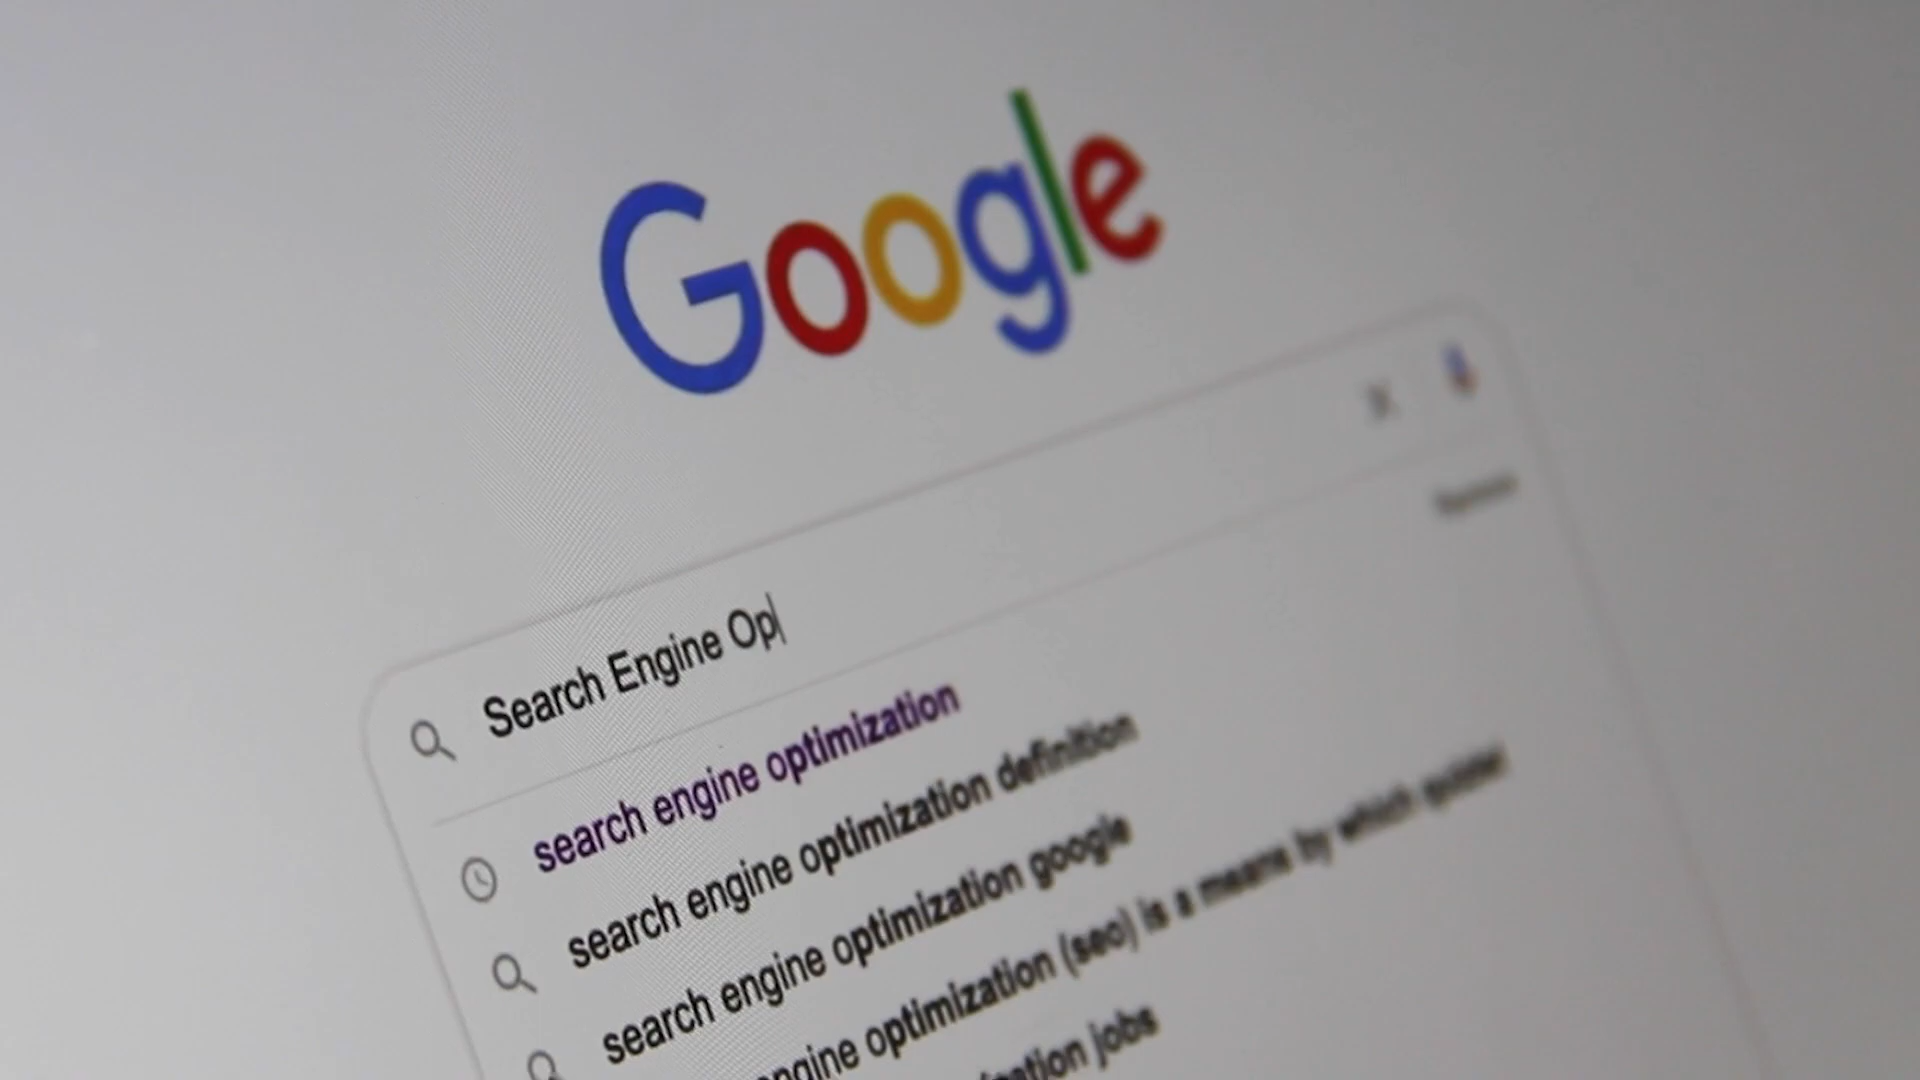 Google
Search Engine Op
search engine optimization
search engine optimization definition
search engine optimization google
engine optimization (seo) is a means by which
jobs